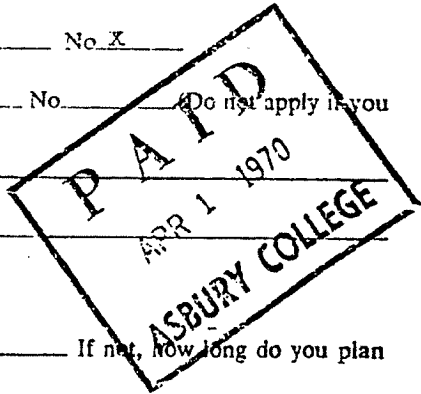 No X
No (Do not apply if you
PAID
APR 1 1970
ASBURY COLLEGE
If not, how long do you plan